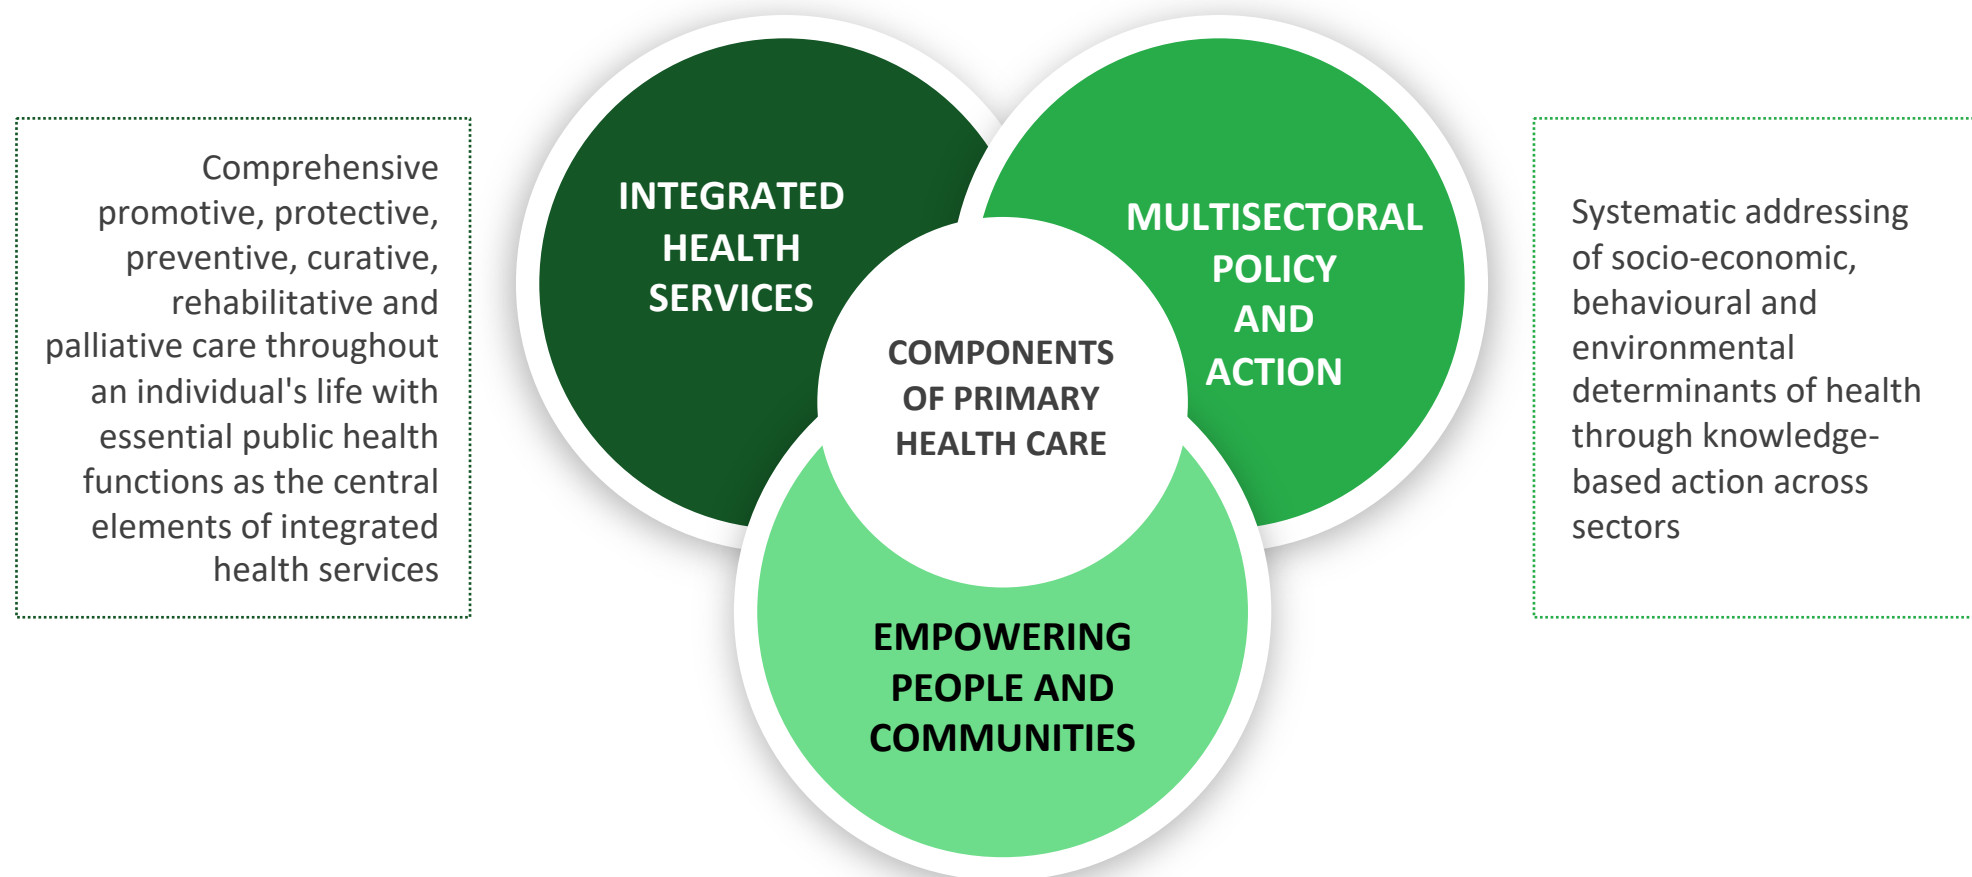 Comprehensive
promotive, protective,
preventive, curative,
rehabilitative and
palliative care throughout
an individual's life with
essential public health
functions as the central
elements of integrated
health services
INTEGRATED
HEALTH
SERVICES
MULTISECTORAL
POLICY
AND
ACTION
COMPONENTS
OF PRIMARY
HEALTH CARE
EMPOWERING
PEOPLE AND
COMMUNITIES
Systematic addressing
of socio-economic,
behavioural and
environmental
determinants of health
through knowledge-
based action across
sectors